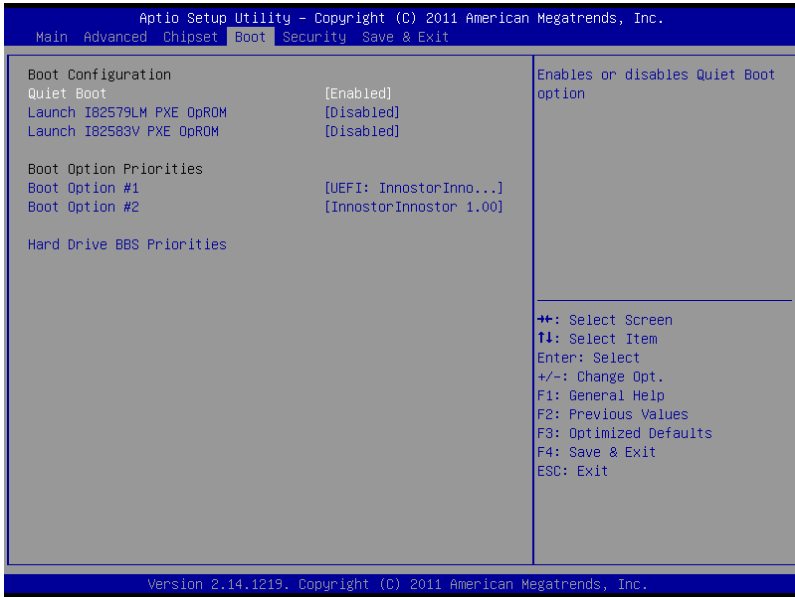 Aptio Setup Utility – Copyright (C) 2011 American Megatrends, Inc.
Main Advanced Chipset Boot Security Save & Exit
Boot Configuration
Quiet Boot [Enabled]
Launch I82579LM PXE OpROM [Disabled]
Launch I82583V PXE OpROM [Disabled]
Boot Option Priorities
Boot Option #1 [UEFI: InnostorInno...]
Boot Option #2 [InnostorInnostor 1.00]
Hard Drive BBS Priorities
Enables or disables Quiet Boot
option
→←: Select Screen
↑↓: Select Item
Enter: Select
+/-: Change Opt.
F1: General Help
F2: Previous Values
F3: Optimized Defaults
F4: Save & Exit
ESC: Exit
Version 2.14.1219. Copyright (C) 2011 American Megatrends, Inc.